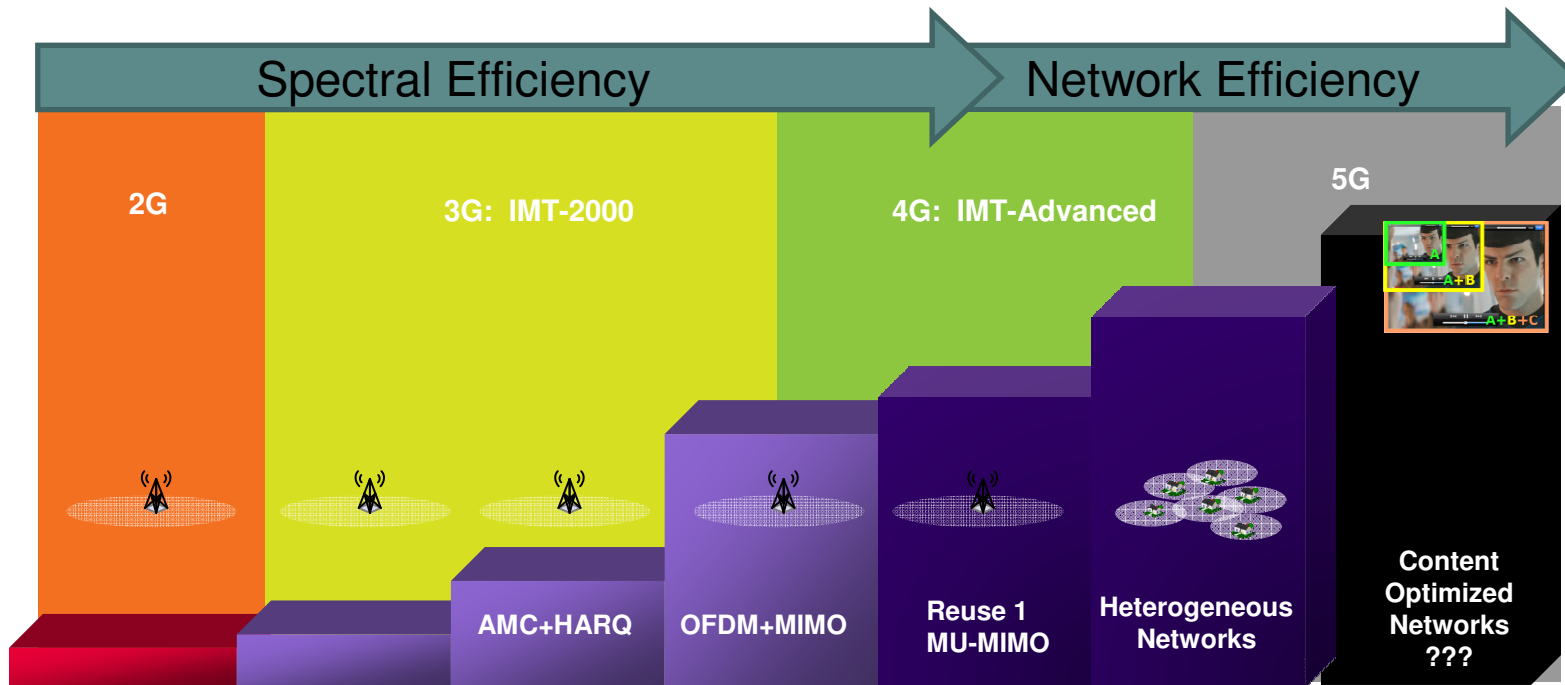 Spectral Efficiency
Network Efficiency
2G
3G: IMT-2000
4G: IMT-Advanced
5G
A
A+B
A+B+C
AMC+HARQ
OFDM+MIMO
Reuse 1
MU-MIMO
Heterogeneous
Networks
Content
Optimized
Networks
???